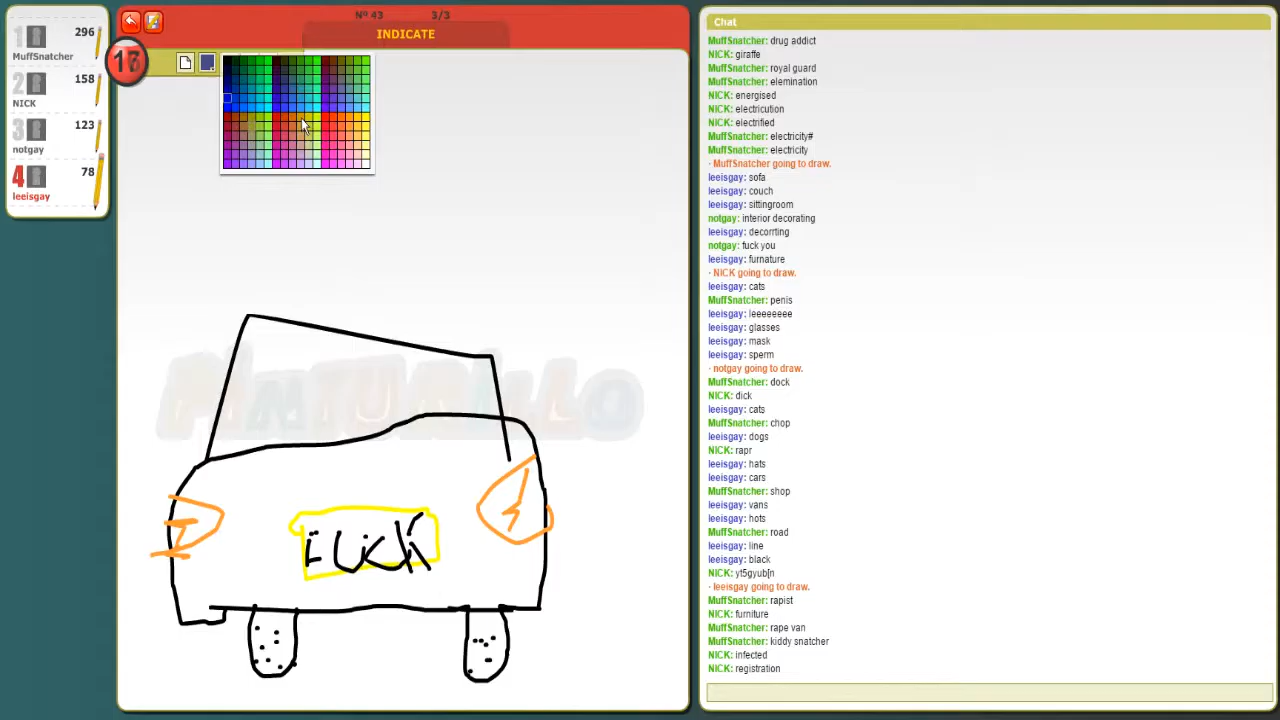 1
296
MuffSnatcher
2
158
NICK
3
123
notgay
4
78
leeisgay
Nº 43 3/3
INDICATE
Chat
MuffSnatcher: drug addict
NICK: giraffe
MuffSnatcher: royal guard
MuffSnatcher: elemination
NICK: energised
NICK: electricution
NICK: electrified
MuffSnatcher: electricity#
MuffSnatcher: electricity
· MuffSnatcher going to draw.
leeisgay: sofa
leeisgay: couch
leeisgay: sittingroom
notgay: interior decorating
leeisgay: decorrting
notgay: fuck you
leeisgay: furnature
· NICK going to draw.
leeisgay: cats
MuffSnatcher: penis
leeisgay: leeeeeeee
leeisgay: glasses
leeisgay: mask
leeisgay: sperm
· notgay going to draw.
MuffSnatcher: dock
NICK: dick
leeisgay: cats
MuffSnatcher: chop
leeisgay: dogs
NICK: rapr
leeisgay: hats
leeisgay: cars
MuffSnatcher: shop
leeisgay: vans
leeisgay: hots
MuffSnatcher: road
leeisgay: line
leeisgay: black
NICK: yt5gyub[n
· leeisgay going to draw.
MuffSnatcher: rapist
NICK: furniture
MuffSnatcher: rape van
MuffSnatcher: kiddy snatcher
NICK: infected
NICK: registration